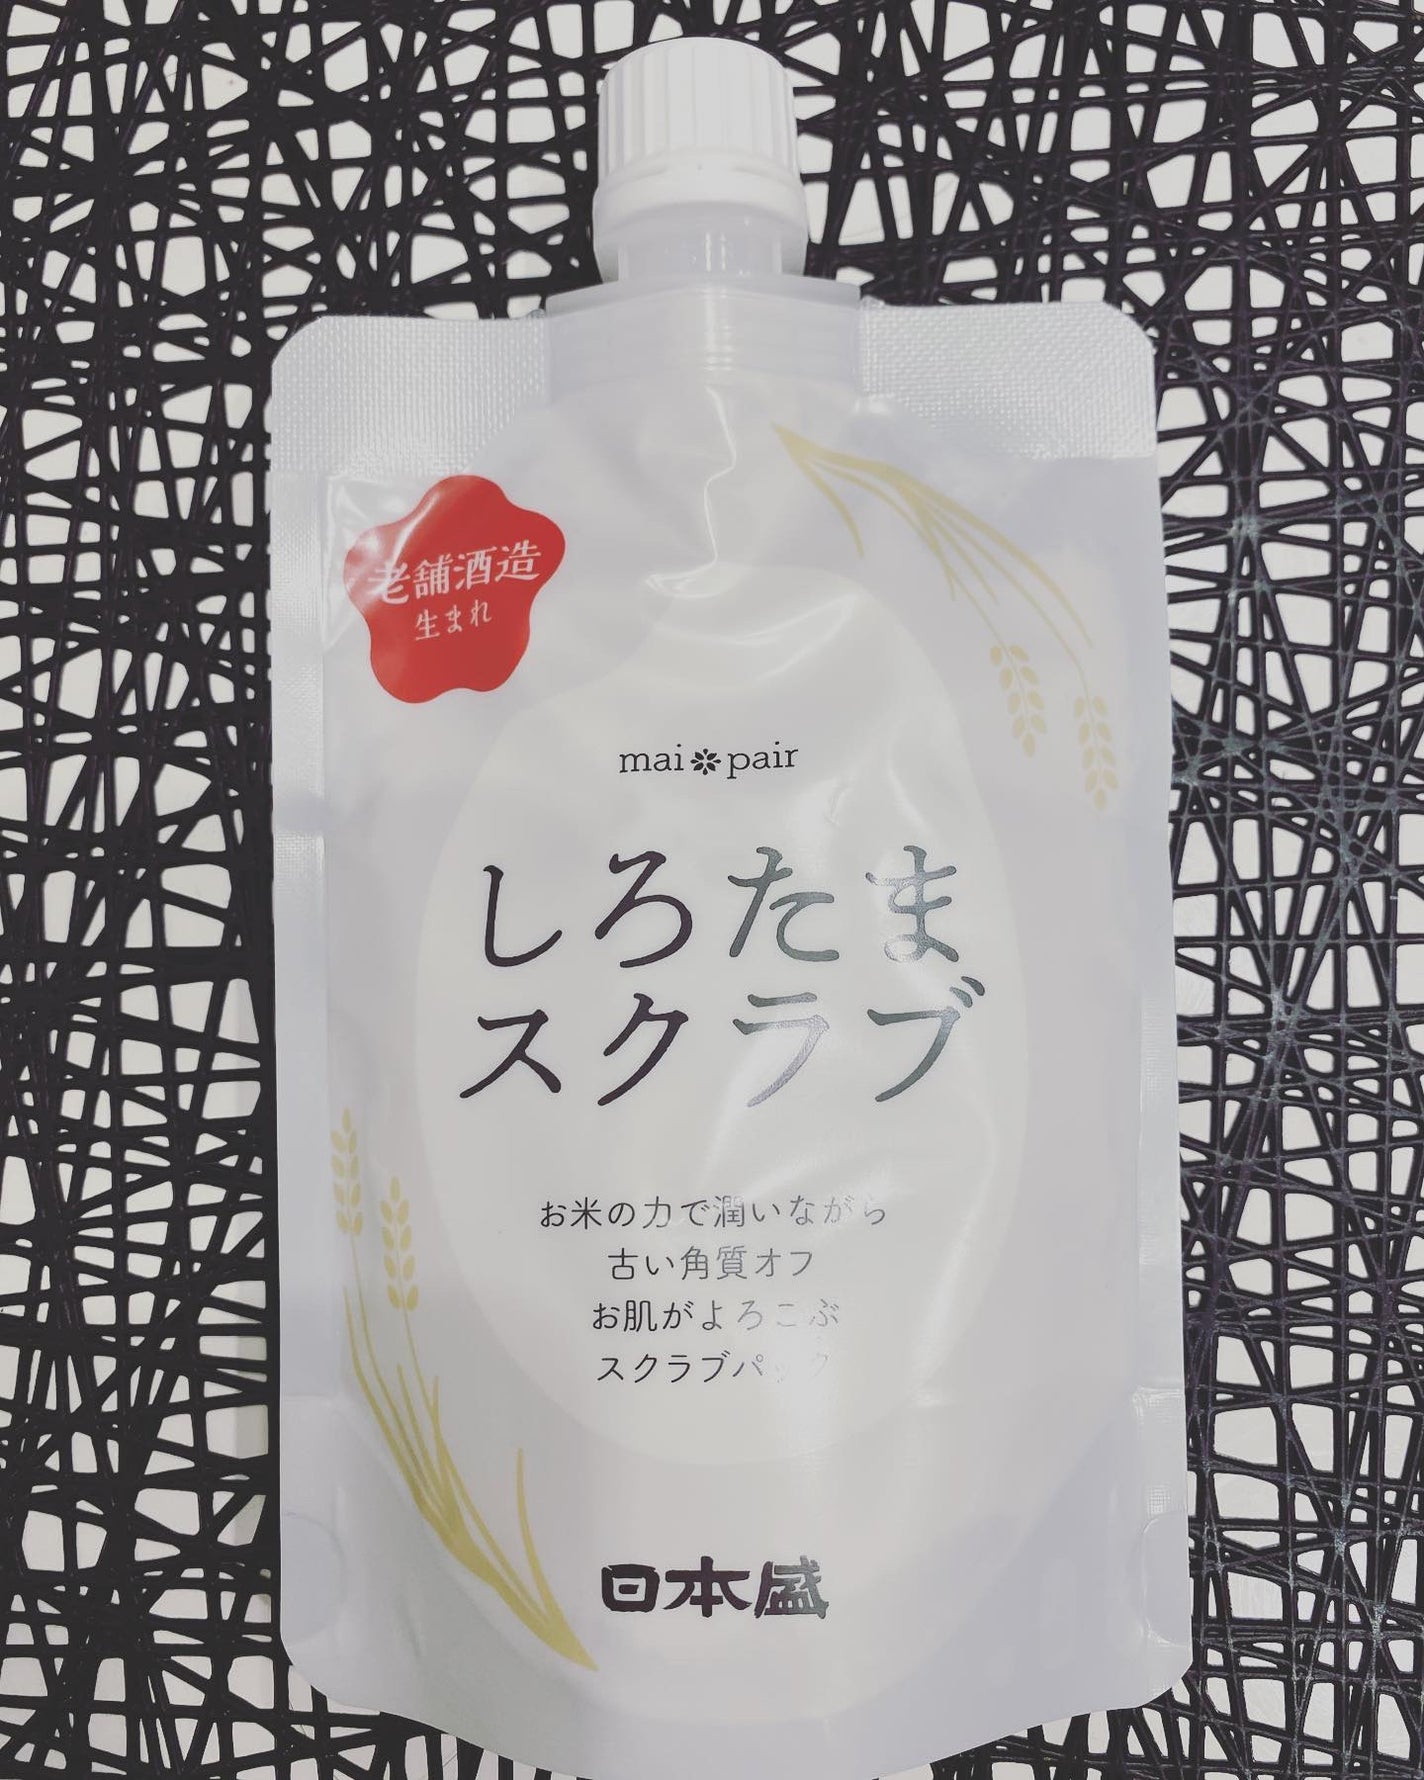 老舗酒造
生まれ
mai pair
しろたま
スクラブ
お米の力で潤いながら
古い角質オフ
お肌がよろこぶ
スクラブパック
日本盛